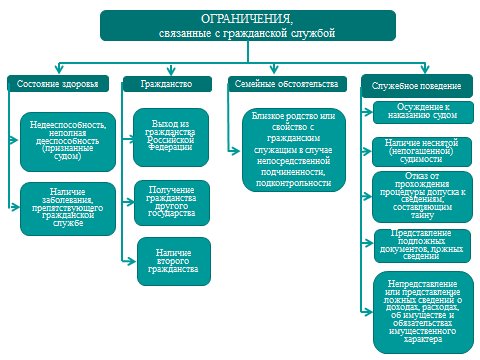 ОГРАНИЧЕНИЯ,
связанные с гражданской службой
Состояние здоровья
Недееспособность,
неполная
дееспособность
(признанные
судом)
Наличие
заболевания,
препятствующего
гражданской
службе
Гражданство
Выход из
гражданства
Российской
Федерации
Получение
гражданства
другого
государства
Наличие
второго
гражданства
Семейные обстоятельства
Близкое родство или
свойство с
гражданским
служащим в случае
непосредственной
подчиненности,
подконтрольности
Служебное поведение
Осуждение к
наказанию судом
Наличие неснятой
(непогашенной)
судимости
Отказ от
прохождения
процедуры допуска к
сведениям,
составляющим
тайну
Представление
подложных
документов, ложных
сведений
Непредставление
или представление
ложных сведений о
доходах, расходах,
об имуществе и
обязательствах
имущественного
характера